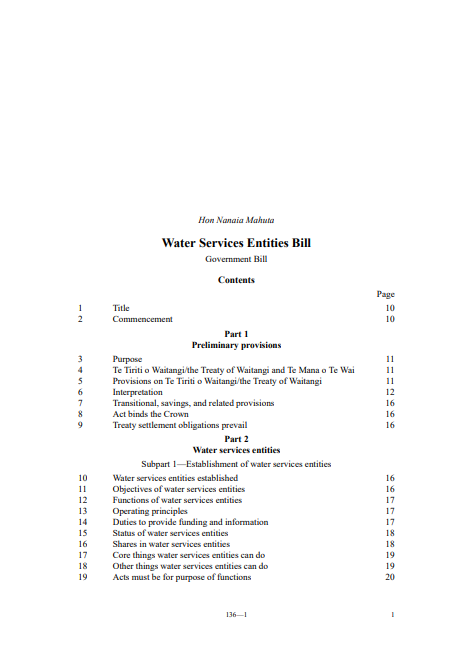 Hon Nanaia Mahuta
Water Services Entities Bill
Government Bill
Contents
Page
1 Title 10
2 Commencement 10
Part 1
Preliminary provisions
3 Purpose 11
4 Te Tiriti o Waitangi/the Treaty of Waitangi and Te Mana o Te Wai 11
5 Provisions on Te Tiriti o Waitangi/the Treaty of Waitangi 11
6 Interpretation 12
7 Transitional, savings, and related provisions 16
8 Act binds the Crown 16
9 Treaty settlement obligations prevail 16
Part 2
Water services entities
Subpart 1—Establishment of water services entities
10 Water services entities established 16
11 Objectives of water services entities 16
12 Functions of water services entities 17
13 Operating principles 17
14 Duties to provide funding and information 17
15 Status of water services entities 18
16 Shares in water services entities 18
17 Core things water services entities can do 19
18 Other things water services entities can do 19
19 Acts must be for purpose of functions 20
136—1 1